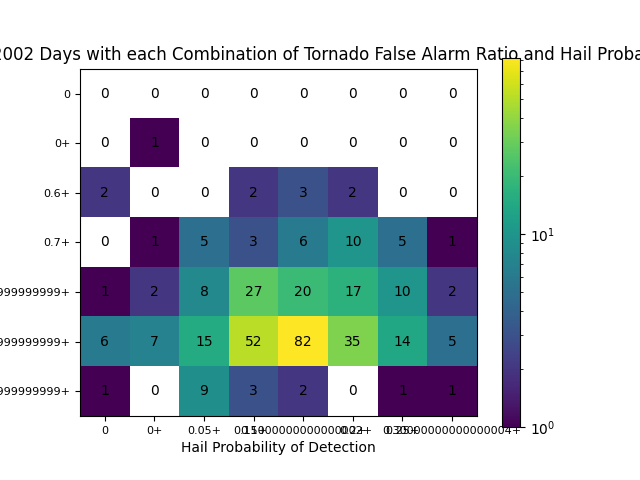 2002 Days with each Combination of Tornado False Alarm Ratio and Hail Proba
0 0 0 0 0 0 0 0 0
0+ 0 1 0 0 0 0 0 0
0.6+ 2 0 0 2 3 2 0 0
0.7+ 0 1 5 3 6 10 5 1
999999999+ 1 2 8 27 20 17 10 2
999999999+ 6 7 15 52 82 35 14 5
999999999+ 1 0 9 3 2 0 1 1
0 0+ 0.05+
Hail Probability of Detection
10¹
10⁰